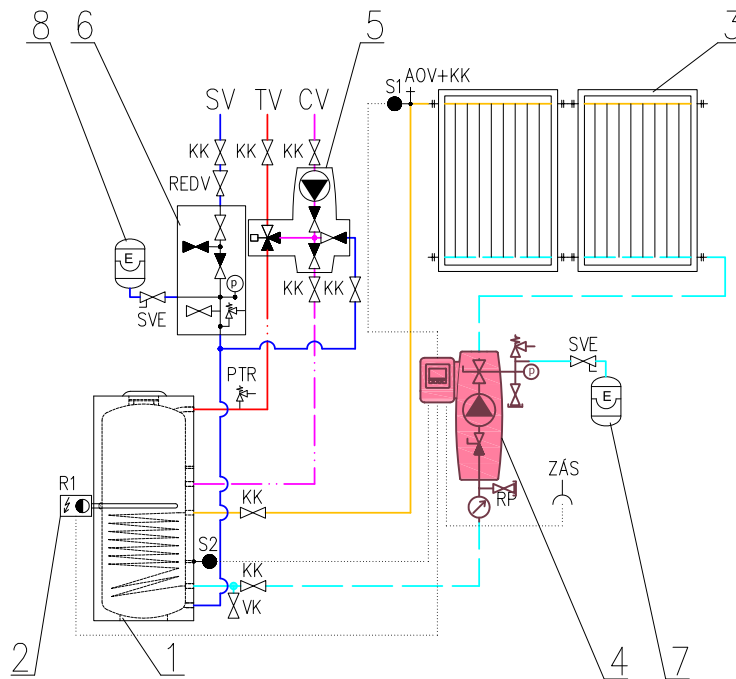 8
6
5
3
SV
TV
CV
S1
AOV+KK
KK
KK
KK
REDV
E
p
KK
KK
SVE
SVE
PTR
p
E
ZÁS
R1
KK
RP
S2
KK
VK
2
1
4
7